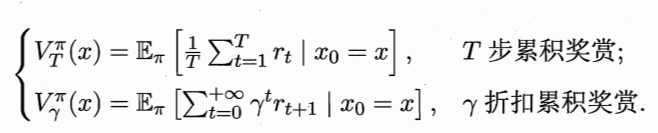 V_T^π(x) = 𝔼_π [ 1/T ∑_{t=1}^{T} r_t | x_0 = x ] , T 步累积奖赏;
V_γ^π(x) = 𝔼_π [ ∑_{t=0}^{+∞} γ^t r_{t+1} | x_0 = x ] , γ 折扣累积奖赏.